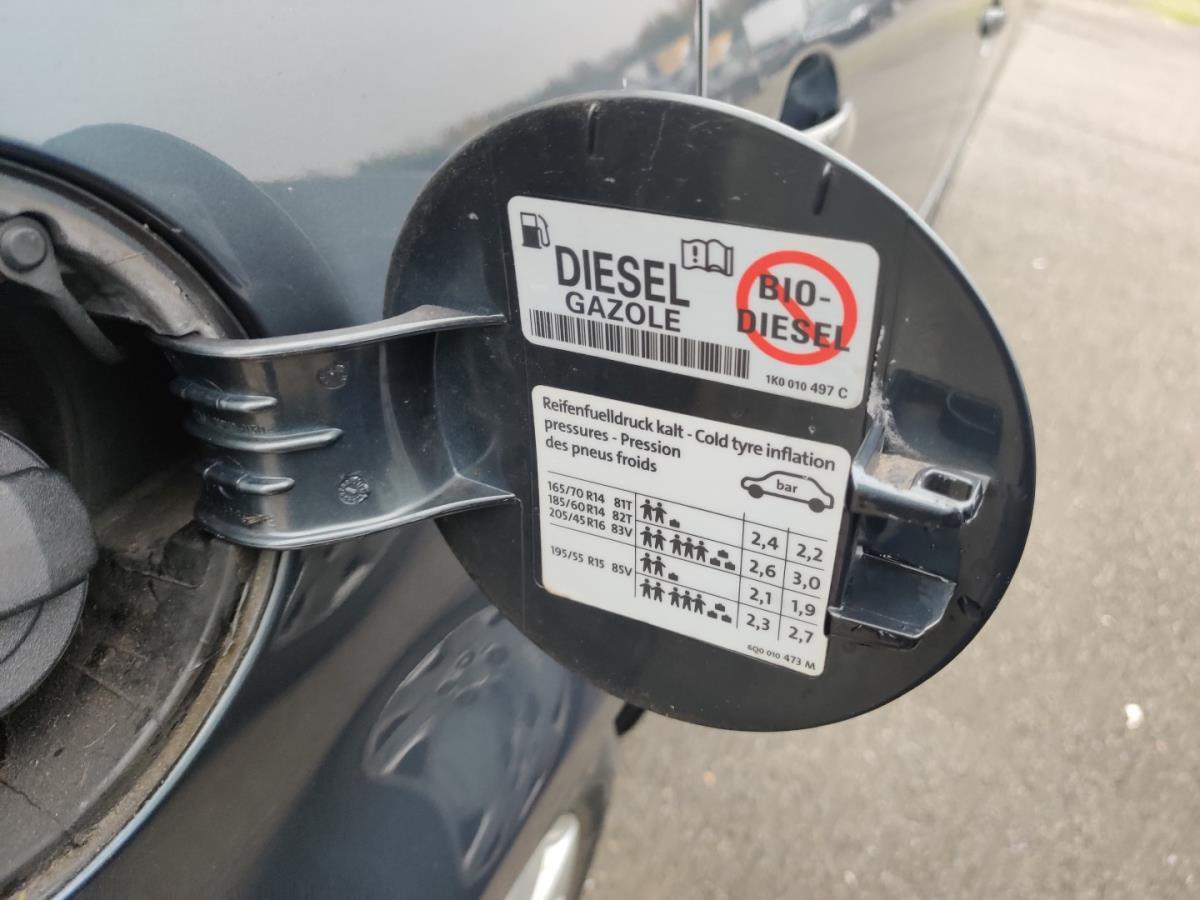 DIESEL
GAZOLE
BIO-
DIESEL
1K0 010 497 C
Reifenfuelldruck kalt - Cold tyre inflation
pressures - Pression
des pneus froids
bar
165/70 R14 81T
185/60 R14 82T
205/45 R16 83V
2,4 2,2
2,6 3,0
195/55 R15 85V
2,1 1,9
2,3 2,7
6Q0 010 473 M